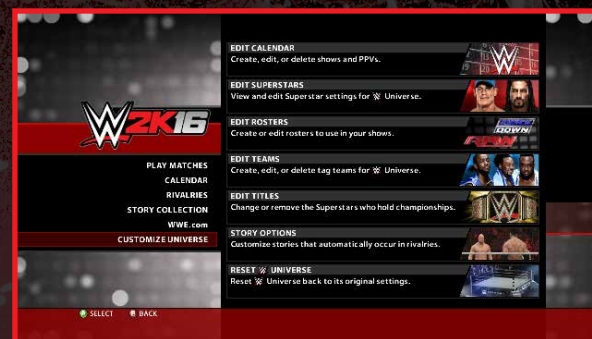 EDIT CALENDAR
Create, edit, or delete shows and PPVs.
EDIT SUPERSTARS
View and edit Superstar settings for W Universe.
EDIT ROSTERS
Create or edit rosters to use in your shows.
SMACK DOWN
RAW
EDIT TEAMS
Create, edit, or delete tag teams for W Universe.
EDIT TITLES
Change or remove the Superstars who hold championships.
STORY OPTIONS
Customize stories that automatically occur in rivalries.
RESET W UNIVERSE
Reset W Universe back to its original settings.
W2K16
PLAY MATCHES
CALENDAR
RIVALRIES
STORY COLLECTION
WWE.com
CUSTOMIZE UNIVERSE
SELECT BACK